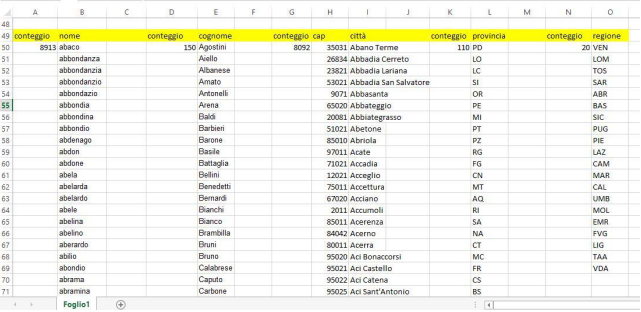 A B C D E F G H I J K L M N O
48
49 conteggio nome conteggio cognome conteggio cap città conteggio provincia conteggio regione
50 8913 abaco 150 Agostini 8092 35031 Abano Terme 110 PD 20 VEN
51 abbondanza Aiello 26834 Abbadia Cerreto LO LOM
52 abbondanzia Albanese 23821 Abbadia Lariana LC TOS
53 abbondanzio Amato 53021 Abbadia San Salvatore SI SAR
54 abbondazio Antonelli 9071 Abbasanta OR ABR
55 abbondia Arena 65020 Abbateggio PE BAS
56 abbondina Baldi 20081 Abbiategrasso MI SIC
57 abbondio Barbieri 51021 Abetone PT PUG
58 abdenago Barone 85010 Abriola PZ PIE
59 abdon Basile 97011 Acate RG LAZ
60 abdone Battaglia 71021 Accadia FG CAM
61 abela Bellini 12021 Acceglio CN MAR
62 abelarda Benedetti 75011 Accettura MT CAL
63 abelardo Bernardi 67020 Acciano AQ UMB
64 abele Bianchi 2011 Accumoli RI MOL
65 abelina Bianco 85011 Acerenza SA EMR
66 abelino Brambilla 84042 Acerno NA FVG
67 aberardo Bruni 80011 Acerra CT LIG
68 abilio Bruno 95020 Aci Bonaccorsi MC TAA
69 abondio Calabrese 95021 Aci Castello FR VDA
70 abrama Caputo 95022 Aci Catena CS
71 abramina Carbone 95025 Aci Sant'Antonio BS
Foglio1